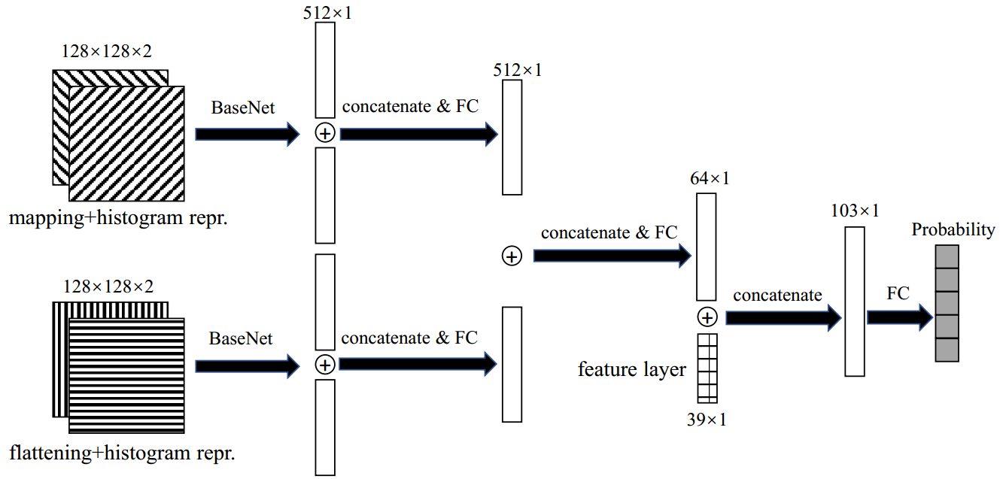 512×1
128×128×2
512×1
BaseNet
concatenate & FC
+
mapping+histogram repr.
64×1
103×1
Probability
concatenate & FC
+
128×128×2
concatenate
FC
+
BaseNet
concatenate & FC
+
feature layer
39×1
flattening+histogram repr.